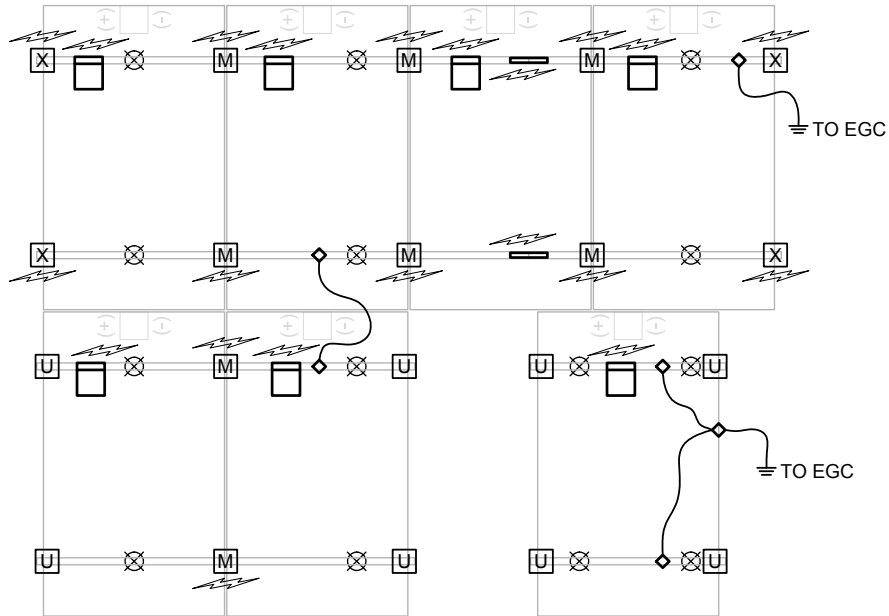 (+) (-) (+) (-) (+) (-) (+) (-)
X M M M X
TO EGC
X M M M X
(+) (-) (+) (-) (+) (-)
U M U U U
TO EGC
U M U U U